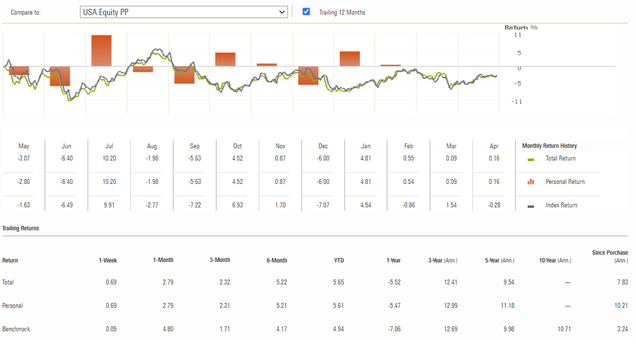 Compare to: USA Equity PP Trailing 12 Months
Return %
11
5
0
-5
-11
May Jun Jul Aug Sep Oct Nov Dec Jan Feb Mar Apr Monthly Return History
-3.07 -6.40 10.20 -1.98 -5.63 4.52 0.87 -6.00 4.81 0.55 0.09 0.16 Total Return
-2.80 -6.40 10.20 -1.98 -5.63 4.52 0.87 -6.00 4.81 0.54 0.09 0.16 Personal Return
-1.63 -6.49 9.91 -2.77 -7.22 6.93 1.70 -7.07 4.54 -0.86 1.54 -0.28 Index Return
Trailing Returns
Return 1-Week 1-Month 3-Month 6-Month YTD 1-Year 3-Year (Ann.) 5-Year (Ann.) 10-Year (Ann.) Since Purchase (Ann.)
Total 0.69 2.79 2.32 5.22 5.65 -5.52 12.41 9.54 — 7.83
Personal 0.69 2.79 2.31 5.21 5.61 -5.47 12.99 11.18 — 10.21
Benchmark 0.05 4.80 1.71 4.17 4.94 -7.06 12.69 9.98 10.71 3.24